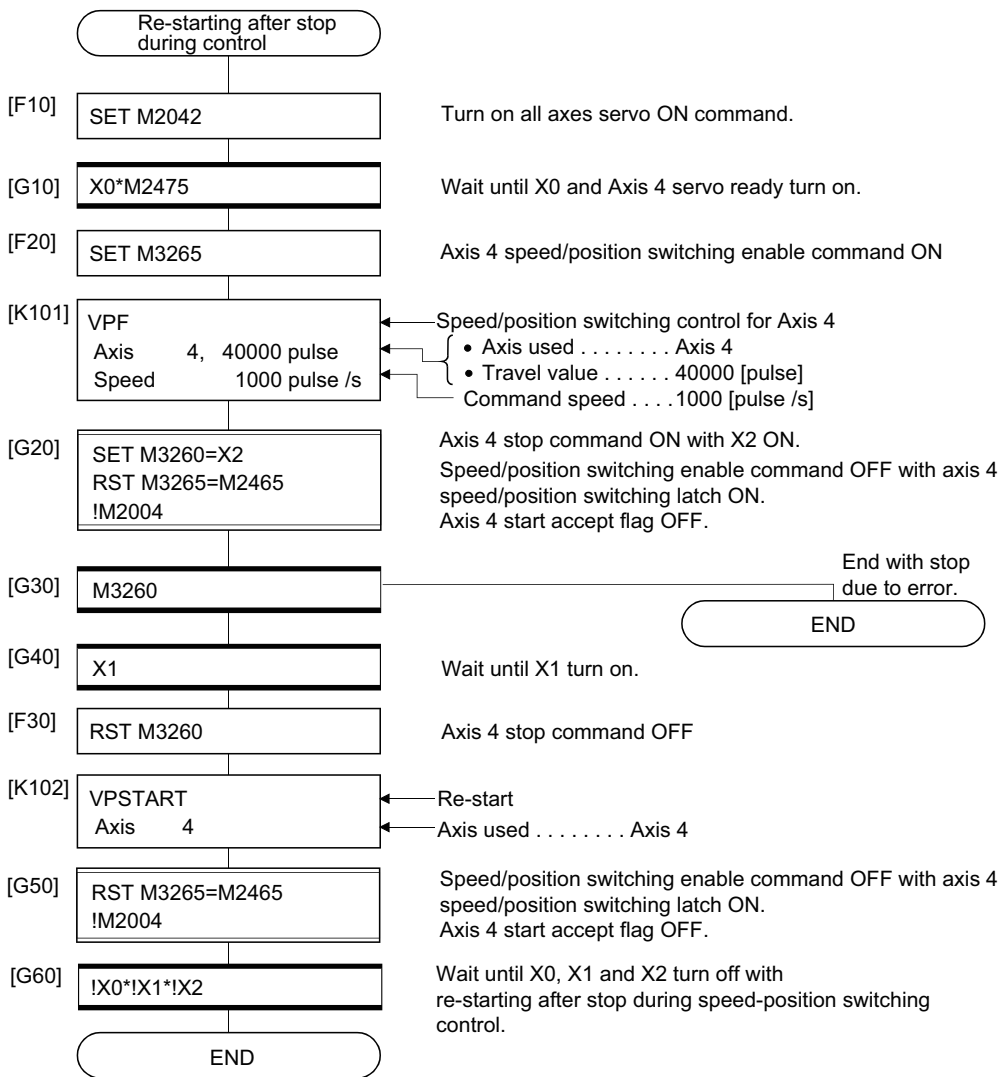 Re-starting after stop
during control
[F10]
SET M2042
Turn on all axes servo ON command.
[G10]
X0*M2475
Wait until X0 and Axis 4 servo ready turn on.
[F20]
SET M3265
Axis 4 speed/position switching enable command ON
[K101]
VPF
Axis 4, 40000 pulse
Speed 1000 pulse /s
Speed/position switching control for Axis 4
• Axis used . . . . . . . . Axis 4
• Travel value . . . . . . 40000 [pulse]
Command speed . . . .1000 [pulse /s]
[G20]
SET M3260=X2
RST M3265=M2465
!M2004
Axis 4 stop command ON with X2 ON.
Speed/position switching enable command OFF with axis 4
speed/position switching latch ON.
Axis 4 start accept flag OFF.
[G30]
M3260
End with stop
due to error.
END
[G40]
X1
Wait until X1 turn on.
[F30]
RST M3260
Axis 4 stop command OFF
[K102]
VPSTART
Axis 4
Re-start
Axis used . . . . . . . . Axis 4
[G50]
RST M3265=M2465
!M2004
Speed/position switching enable command OFF with axis 4
speed/position switching latch ON.
Axis 4 start accept flag OFF.
[G60]
!X0*!X1*!X2
Wait until X0, X1 and X2 turn off with
re-starting after stop during speed-position switching
control.
END